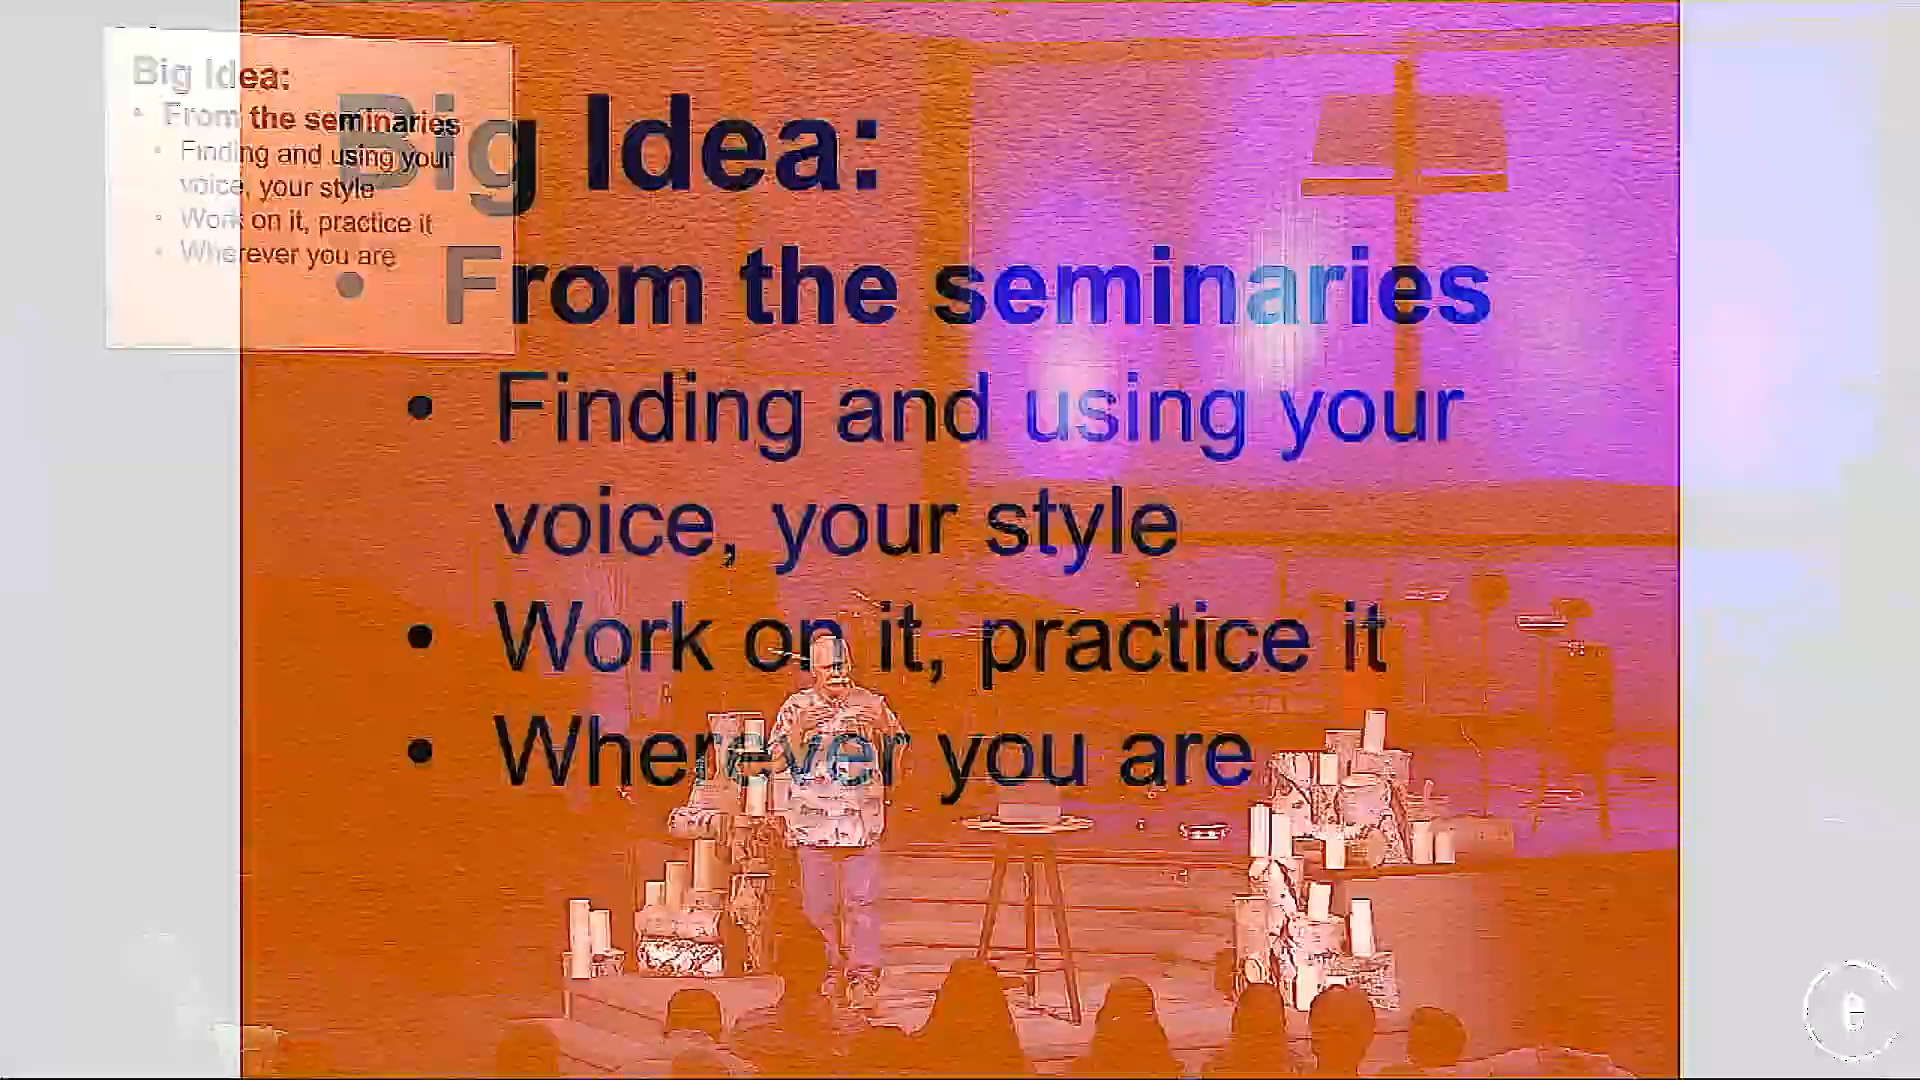 Big Idea:
• From the seminaries
• Finding and using your
voice, your style
• Work on it, practice it
• Wherever you are
Big Idea:
• From the seminaries
• Finding and using your
voice, your style
• Work on it, practice it
• Wherever you are
e